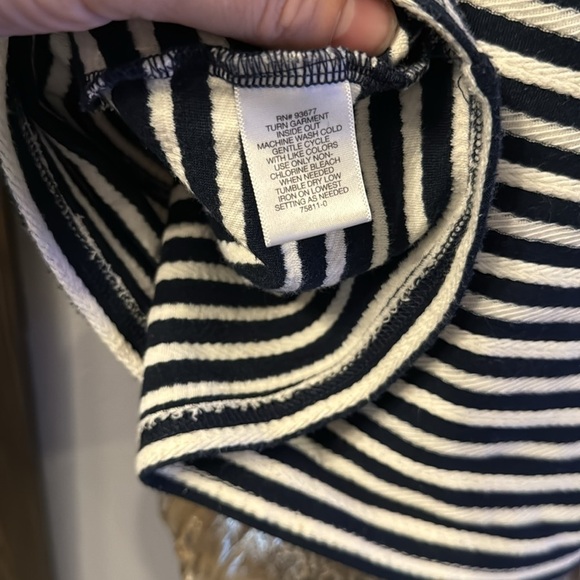 RN# 93677
TURN GARMENT
INSIDE OUT
MACHINE WASH COLD
GENTLE CYCLE
WITH LIKE COLORS
USE ONLY NON-
CHLORINE BLEACH
WHEN NEEDED
TUMBLE DRY LOW
IRON ON LOWEST
SETTING AS NEEDED
75811-0